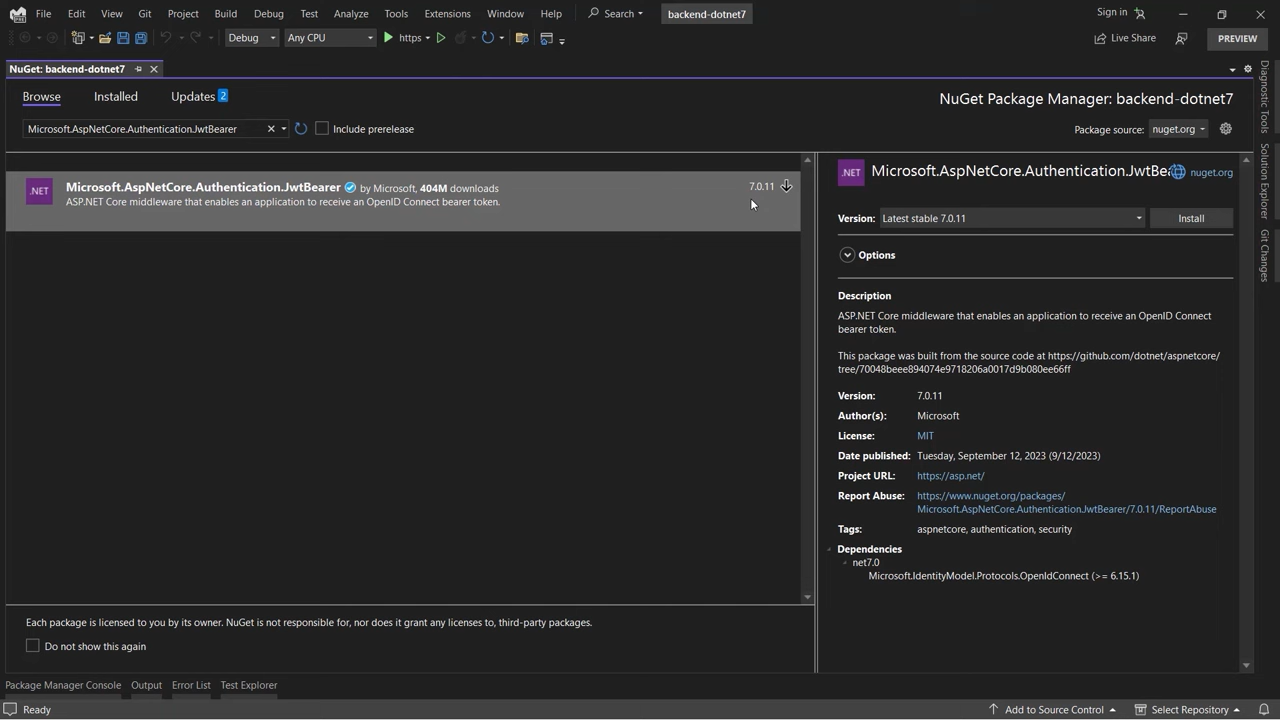 File Edit View Git Project Build Debug Test Analyze Tools Extensions Window Help Search backend-dotnet7 Sign in
Debug Any CPU https Live Share PREVIEW
NuGet: backend-dotnet7
Browse Installed Updates 2
NuGet Package Manager: backend-dotnet7
Microsoft.AspNetCore.Authentication.JwtBearer Include prerelease
Package source: nuget.org
.NET
Microsoft.AspNetCore.Authentication.JwtBearer by Microsoft, 404M downloads 7.0.11
ASP.NET Core middleware that enables an application to receive an OpenID Connect bearer token.
Each package is licensed to you by its owner. NuGet is not responsible for, nor does it grant any licenses to, third-party packages.
Do not show this again
.NET
Microsoft.AspNetCore.Authentication.JwtBea nuget.org
Version: Latest stable 7.0.11 Install
Options
Description
ASP.NET Core middleware that enables an application to receive an OpenID Connect
bearer token.
This package was built from the source code at https://github.com/dotnet/aspnetcore/
tree/70048beee894074e9718206a0017d9b080ee66ff
Version: 7.0.11
Author(s): Microsoft
License: MIT
Date published: Tuesday, September 12, 2023 (9/12/2023)
Project URL: https://asp.net/
Report Abuse: https://www.nuget.org/packages/
Microsoft.AspNetCore.Authentication.JwtBearer/7.0.11/ReportAbuse
Tags: aspnetcore, authentication, security
Dependencies
net7.0
Microsoft.IdentityModel.Protocols.OpenIdConnect (>= 6.15.1)
Diagnostic Tools
Solution Explorer
Git Changes
Package Manager Console Output Error List Test Explorer
Ready Add to Source Control Select Repository